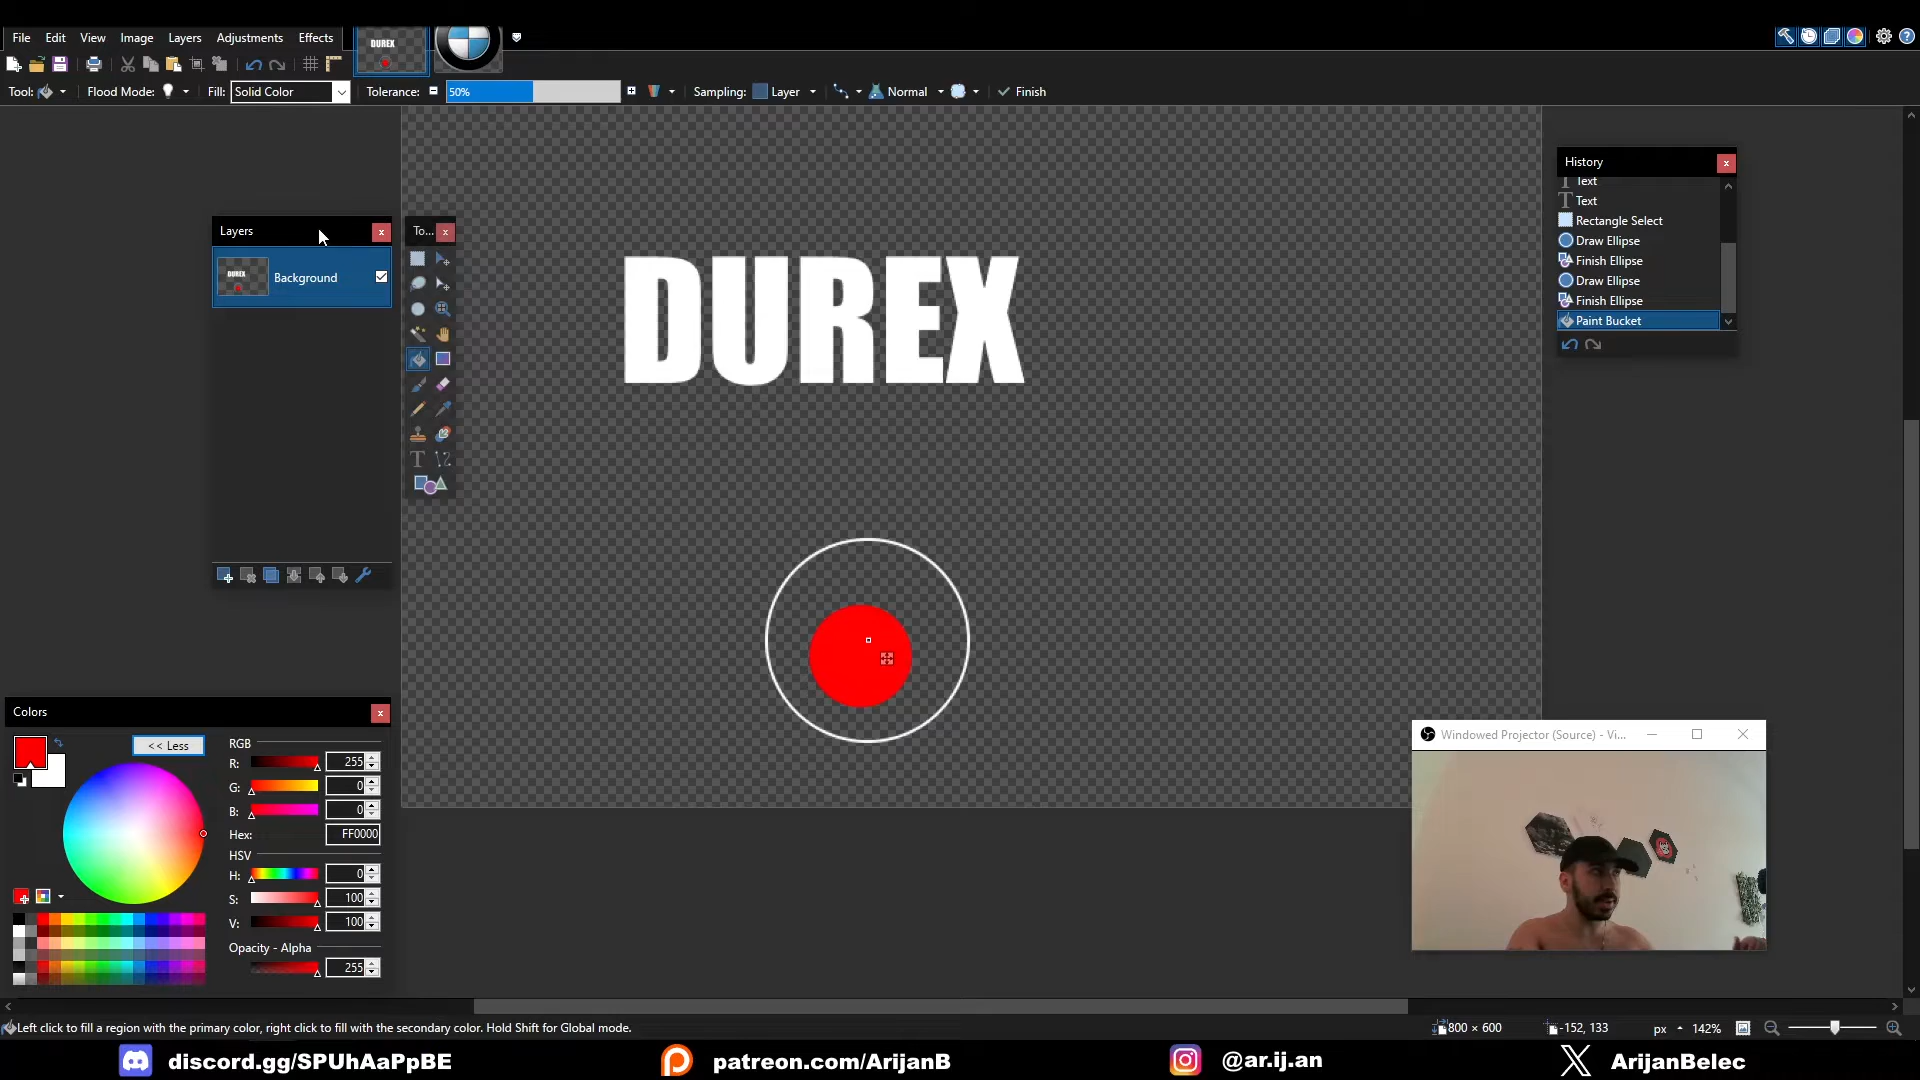 File Edit View Image Layers Adjustments Effects
DUREX
Tool: Flood Mode: Fill: Solid Color Tolerance: 50% Sampling: Layer Normal Finish
Layers
Background
To...
DUREX
History
Text
Text
Rectangle Select
Draw Ellipse
Finish Ellipse
Draw Ellipse
Finish Ellipse
Paint Bucket
Colors
<< Less
RGB
R: 255
G: 0
B: 0
Hex: FF0000
HSV
H: 0
S: 100
V: 100
Opacity - Alpha
255
Windowed Projector (Source) - Vi...
Left click to fill a region with the primary color, right click to fill with the secondary color. Hold Shift for Global mode.
800 × 600 -152, 133 px 142%
discord.gg/SPUhAaPpBE patreon.com/ArijanB @ar.ij.an ArijanBelec